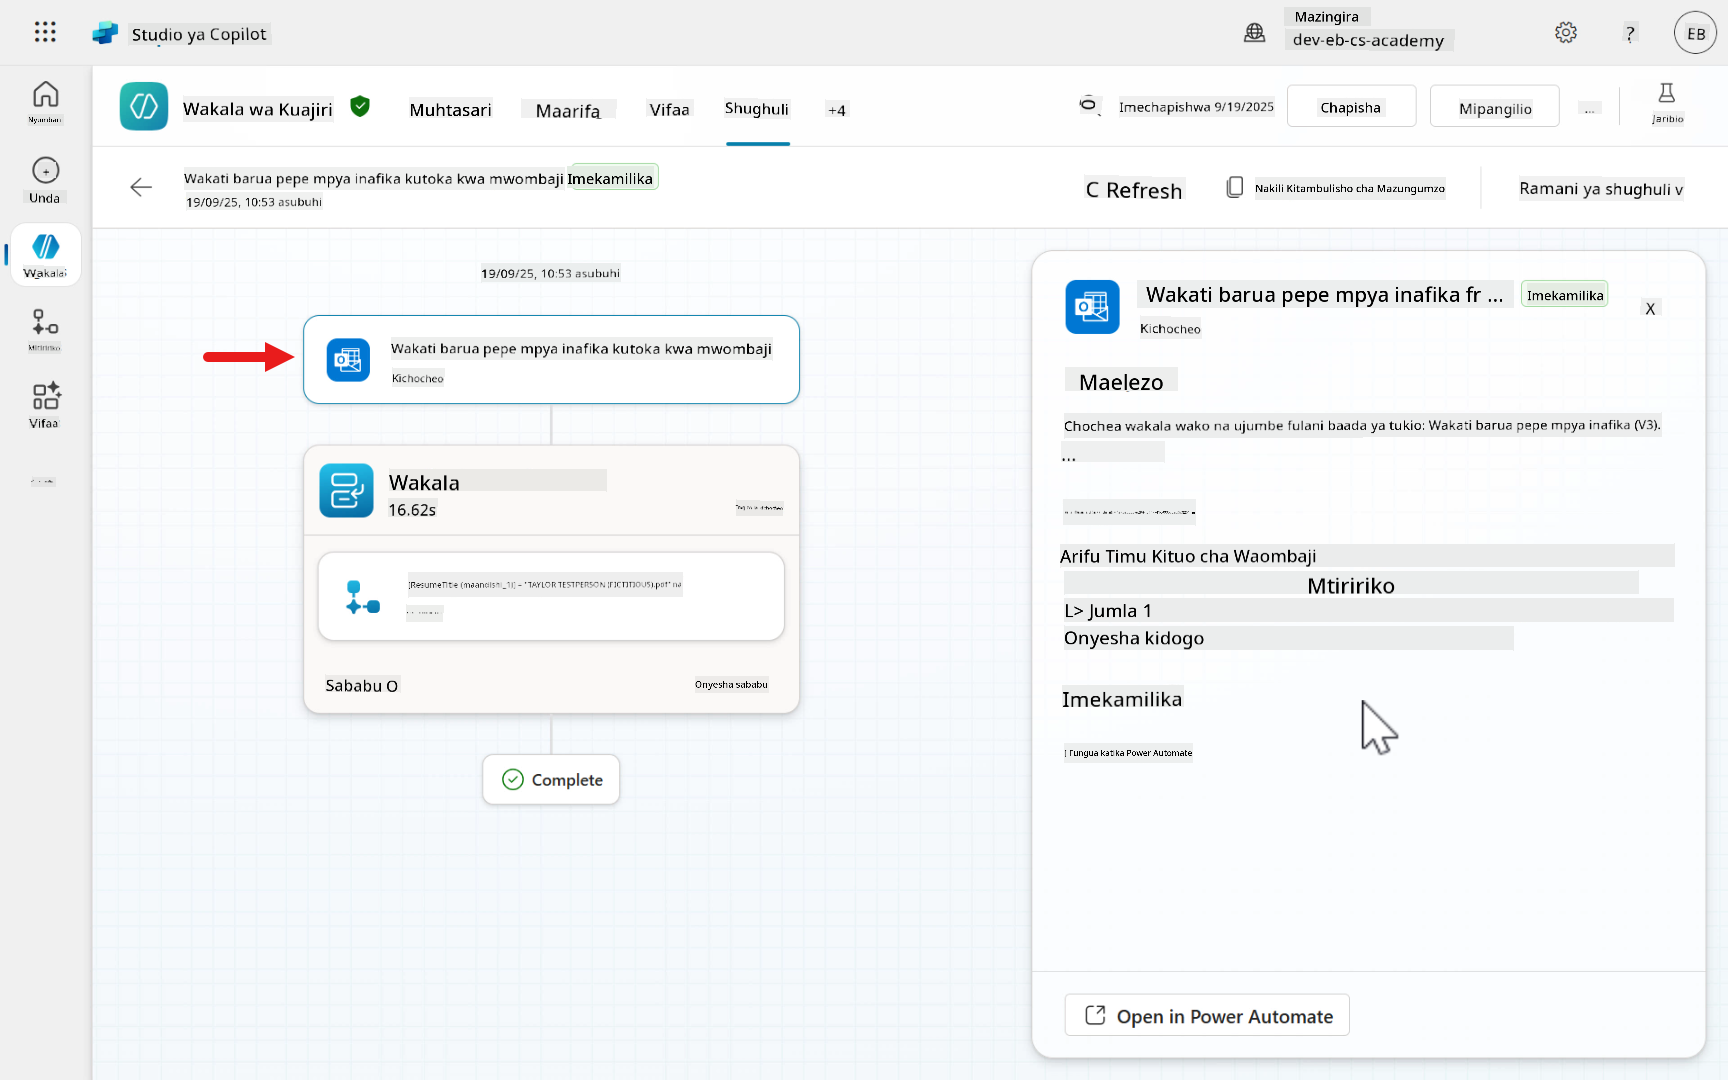 Studio ya Copilot
Mazingira
dev-eb-cs-academy
?
EB
Wakala wa Kuajiri
Muhtasari
Maarifa
Vifaa
Shughuli
+4
Imechapishwa 9/19/2025
Chapisha
Mipangilio
...
Jaribio
Nyumbani
Unda
Wakala
Mtiririko
Vifaa
Wakati barua pepe mpya inafika kutoka kwa mwombaji
Imekamilika
19/09/25, 10:53 asubuhi
C Refresh
Nakili Kitambulisho cha Mazungumzo
Ramani ya shughuli v
19/09/25, 10:53 asubuhi
Wakati barua pepe mpya inafika kutoka kwa mwombaji
Kichocheo
Wakala
16.62s
[ResumeTitle (maandishi_1)] = "TAYLOR TESTPERSON (FICTITIOUS).pdf" na
Sababu O
Onyesha sababu
Complete
Wakati barua pepe mpya inafika fr ...
Imekamilika
X
Kichocheo
Maelezo
Chochea wakala wako na ujumbe fulani baada ya tukio: Wakati barua pepe mpya inafika (V3).
...
Arifu Timu Kituo cha Waombaji
Mtiririko
L> Jumla 1
Onyesha kidogo
Imekamilika
[ Fungua katika Power Automate
Open in Power Automate